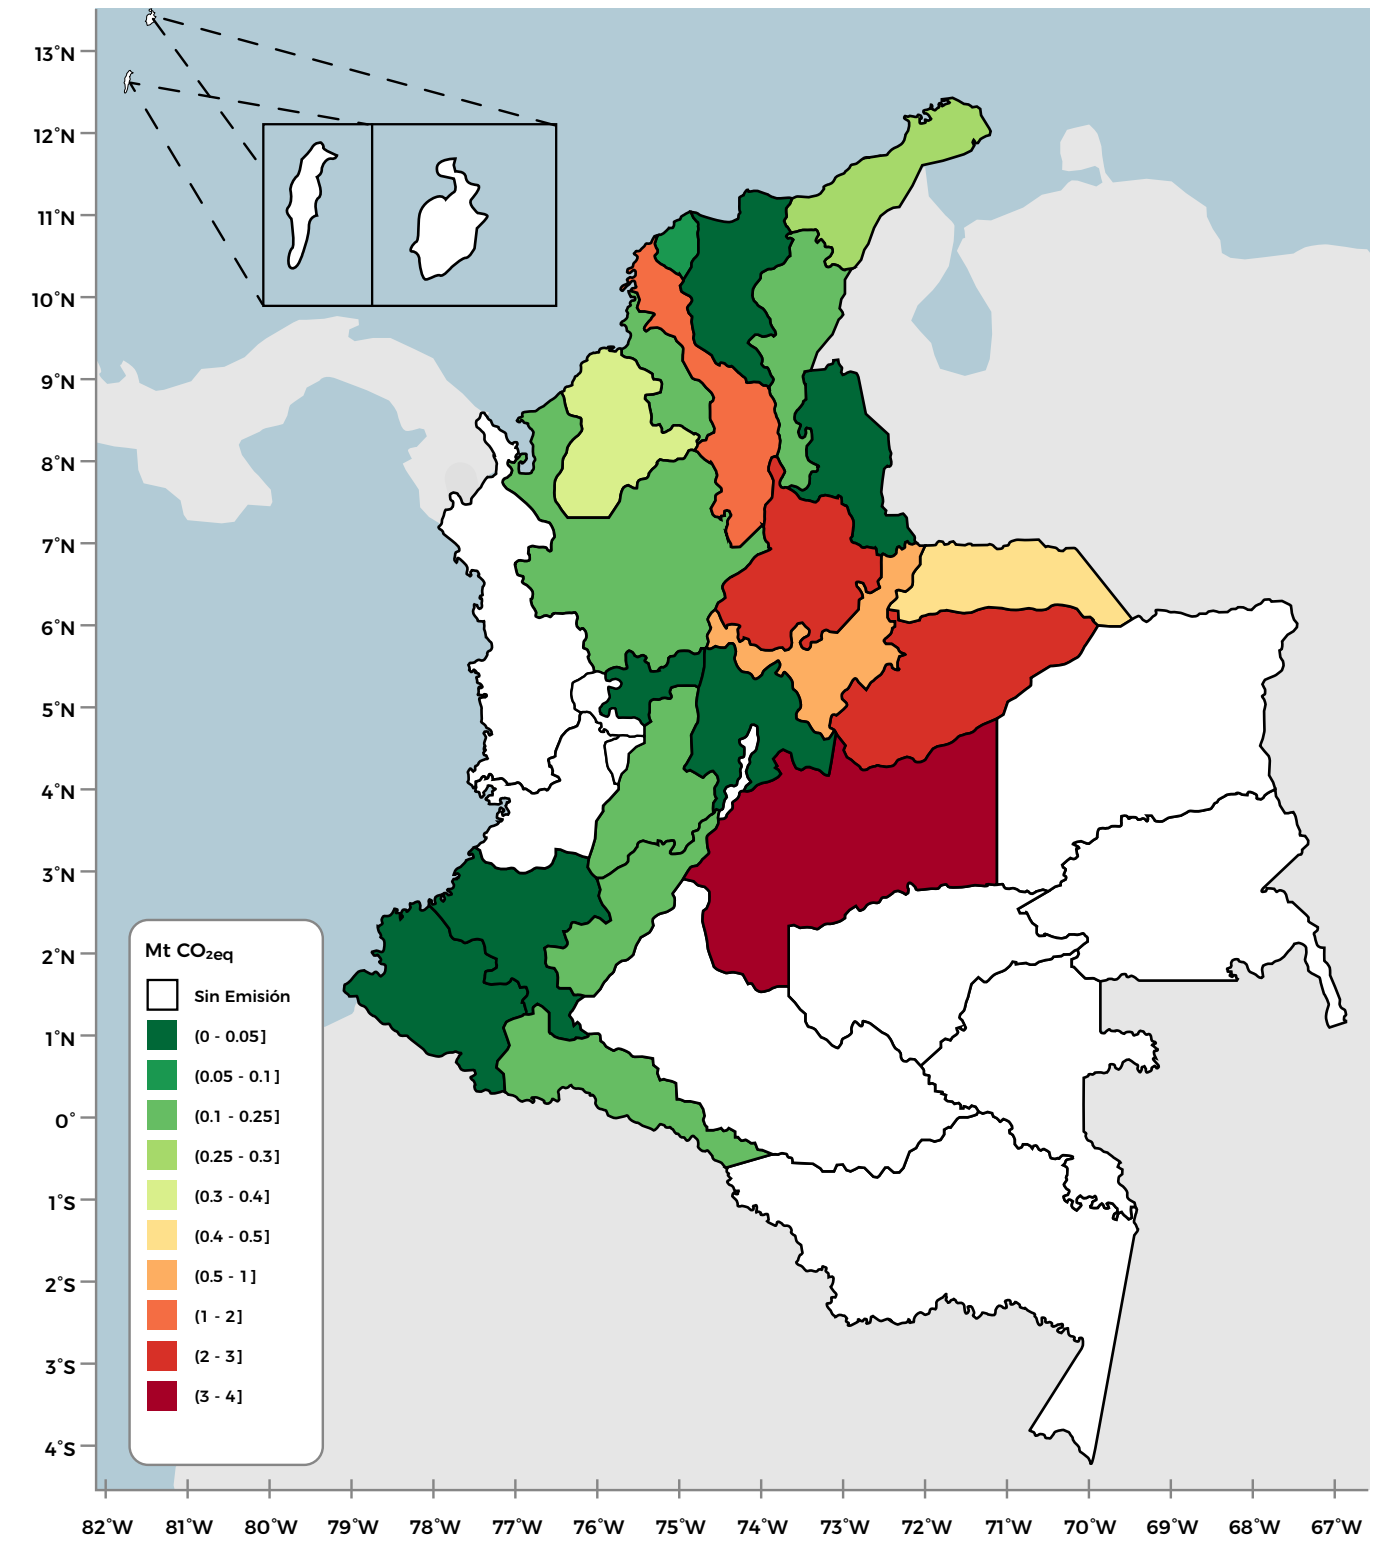 13°N
12°N
11°N
10°N
9°N
8°N
7°N
6°N
5°N
4°N
3°N
2°N
1°N
0°
1°S
2°S
3°S
4°S
Mt CO₂eq
Sin Emisión
(0 - 0.05]
(0.05 - 0.1]
(0.1 - 0.25]
(0.25 - 0.3]
(0.3 - 0.4]
(0.4 - 0.5]
(0.5 - 1]
(1 - 2]
(2 - 3]
(3 - 4]
82°W 81°W 80°W 79°W 78°W 77°W 76°W 75°W 74°W 73°W 72°W 71°W 70°W 69°W 68°W 67°W